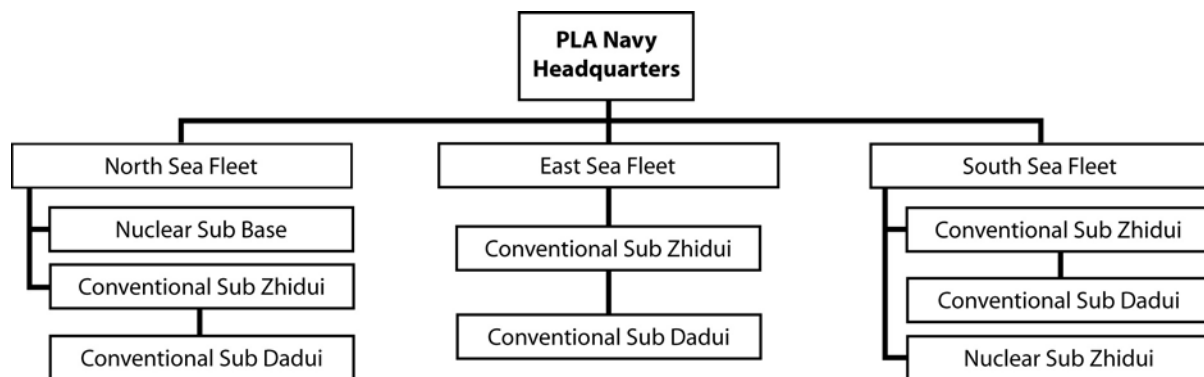 PLA Navy
Headquarters
North Sea Fleet
Nuclear Sub Base
Conventional Sub Zhidui
Conventional Sub Dadui
East Sea Fleet
Conventional Sub Zhidui
Conventional Sub Dadui
South Sea Fleet
Conventional Sub Zhidui
Conventional Sub Dadui
Nuclear Sub Zhidui